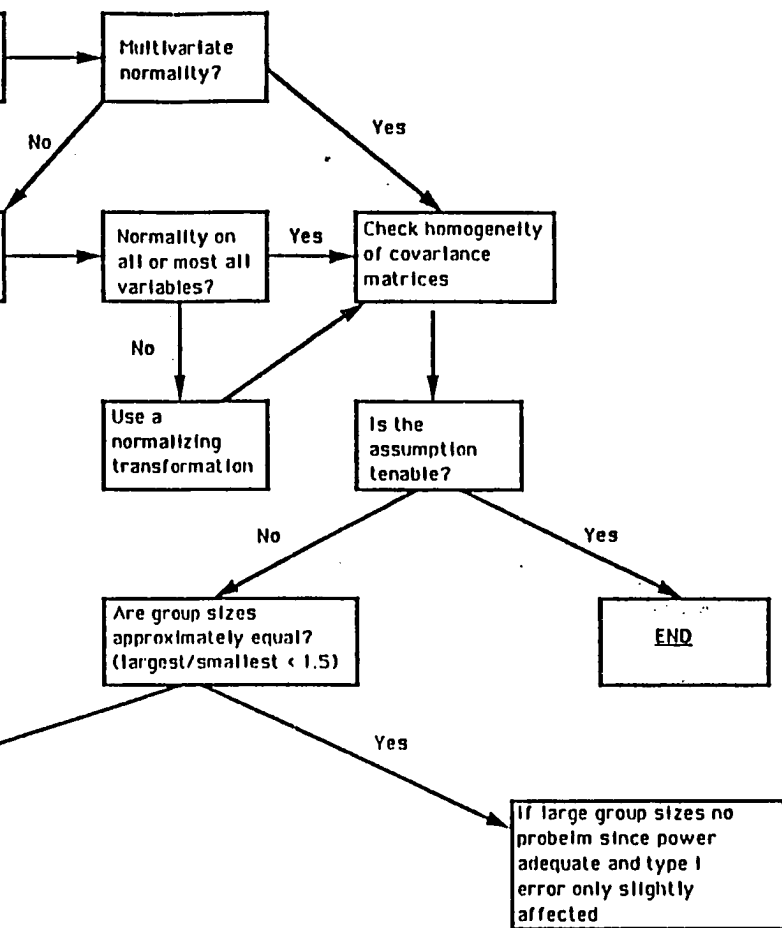 Multivariate
normality?
No
Yes
Normality on
all or most all
variables?
Yes
Check homogeneity
of covariance
matrices
No
Use a
normalizing
transformation
Is the
assumption
tenable?
No
Yes
Are group sizes
approximately equal?
(largest/smallest < 1.5)
END
Yes
If large group sizes no
probelm since power
adequate and type I
error only slightly
affected